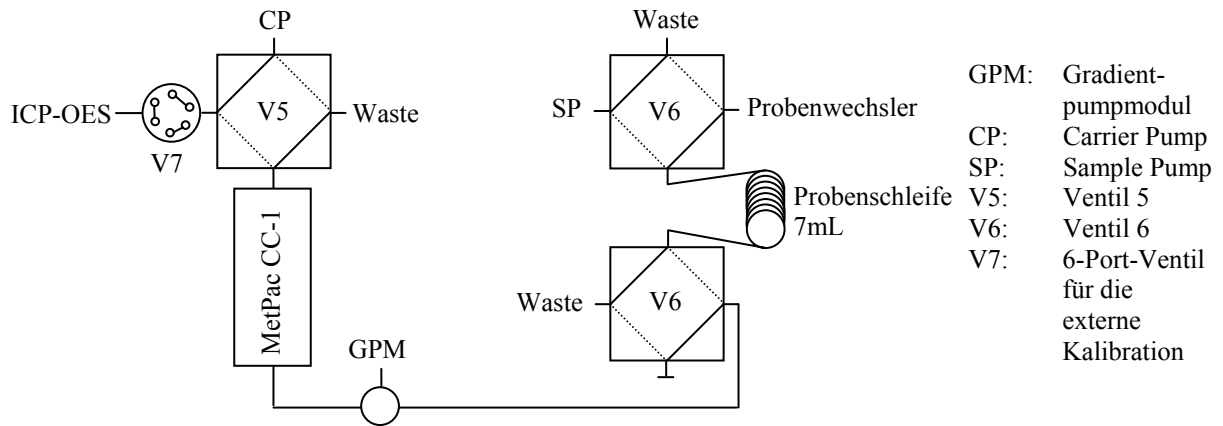 CP
ICP-OES
V7
V5
Waste
MetPac CC-1
GPM
Waste
SP
V6
Probenwechsler
Probenschleife
7mL
Waste
V6
GPM: Gradient-
pumpmodul
CP: Carrier Pump
SP: Sample Pump
V5: Ventil 5
V6: Ventil 6
V7: 6-Port-Ventil
für die
externe
Kalibration